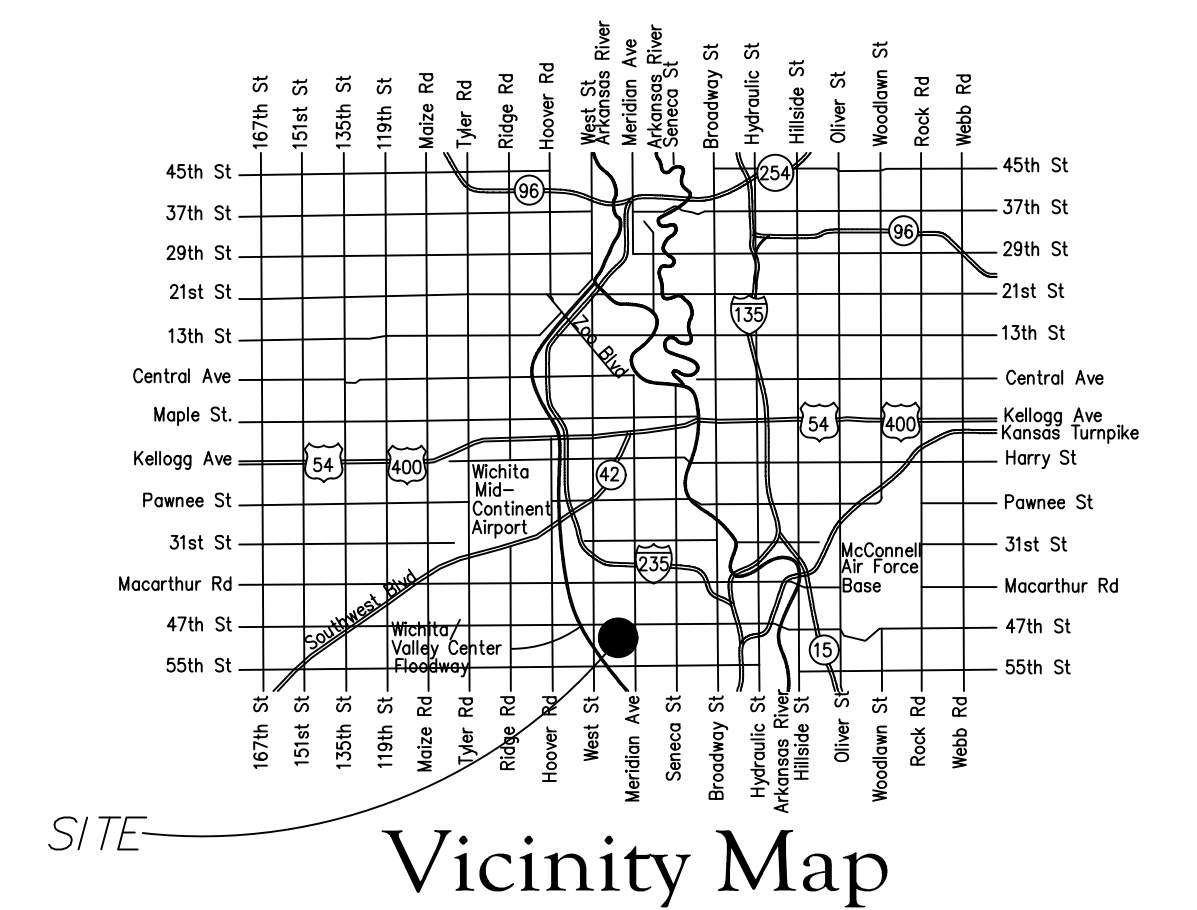 167th St
151st St
135th St
119th St
Maize Rd
Tyler Rd
Ridge Rd
Hoover Rd
West St
Arkansas River
Meridian Ave
Arkansas River
Seneca St
Broadway St
Hydraulic St
Hillside St
Oliver St
Woodlawn St
Rock Rd
Webb Rd
45th St
254
45th St
96
37th St
37th St
96
29th St
29th St
21st St
21st St
135
13th St
Zoo Blvd
13th St
Central Ave
Central Ave
Maple St.
54
400
Kellogg Ave
Kansas Turnpike
Kellogg Ave
54
400
Harry St
Wichita
Mid-
Continent
Airport
42
Pawnee St
Pawnee St
31st St
31st St
McConnell
Air Force
Base
235
Macarthur Rd
Macarthur Rd
Southwest Blvd
47th St
Wichita/
Valley Center
Floodway
47th St
15
55th St
55th St
167th St
151st St
135th St
119th St
Maize Rd
Tyler Rd
Ridge Rd
Hoover Rd
West St
Meridian Ave
Seneca St
Broadway St
Hydraulic St
Arkansas River
Hillside St
Oliver St
Woodlawn St
Rock Rd
Webb Rd
SITE
Vicinity Map